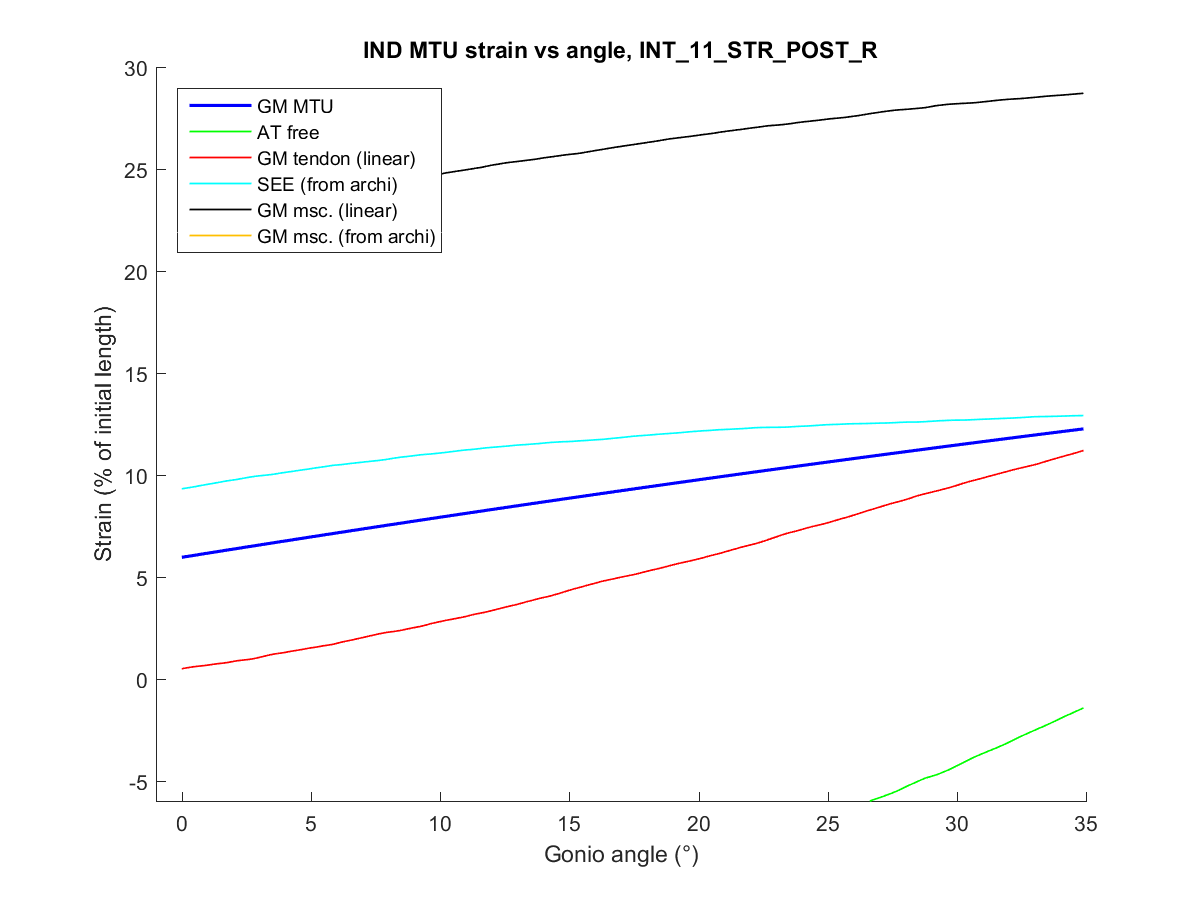 IND MTU strain vs angle, INT_11_STR_POST_R
30
25
20
15
10
5
0
-5
Strain (% of initial length)
GM MTU
AT free
GM tendon (linear)
SEE (from archi)
GM msc. (linear)
GM msc. (from archi)
0 5 10 15 20 25 30 35
Gonio angle (°)